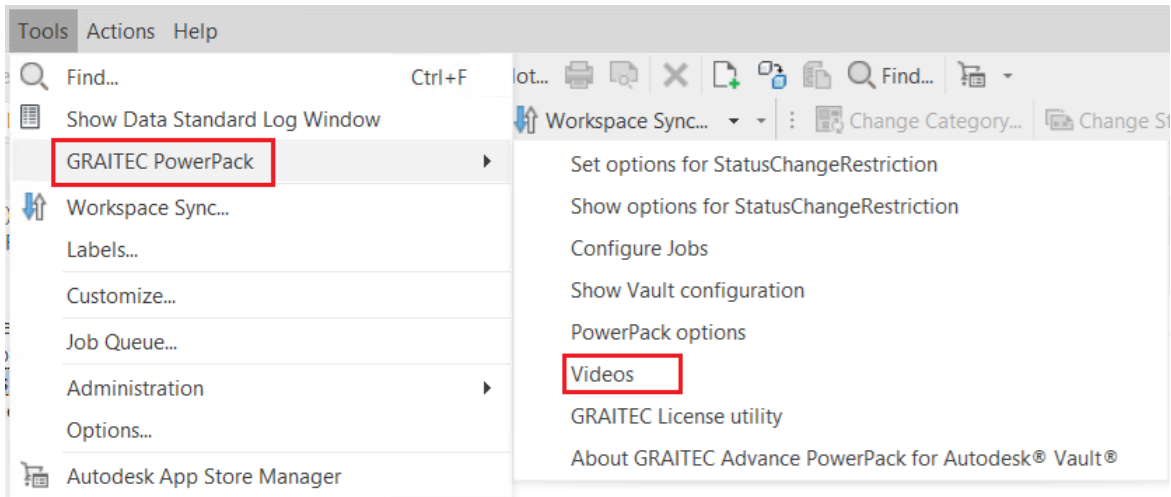 Tools Actions Help
Find... Ctrl+F
Show Data Standard Log Window
GRAITEC PowerPack
Workspace Sync...
Labels...
Customize...
Job Queue...
Administration
Options...
Autodesk App Store Manager
Find...
Workspace Sync... Change Category... Change
Set options for StatusChangeRestriction
Show options for StatusChangeRestriction
Configure Jobs
Show Vault configuration
PowerPack options
Videos
GRAITEC License utility
About GRAITEC Advance PowerPack for Autodesk® Vault®